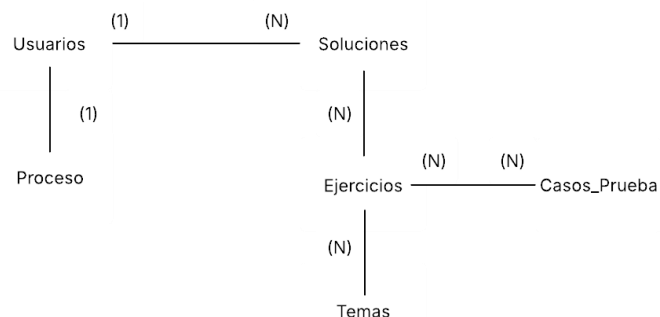 (1) (N)
Usuarios Soluciones
(1) (N)
(N) (N)
Proceso Ejercicios Casos_Prueba
(N)
Temas